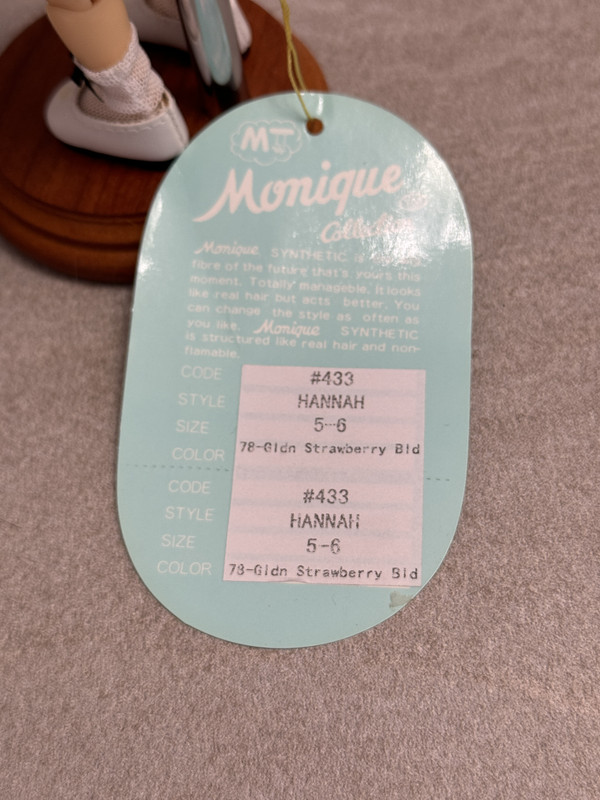 MT
Monique
Collection
Monique SYNTHETIC is
fibre of the future that's yours this
moment. Totally manageable, it looks
like real hair but acts better. You
can change the style as often as
you like. Monique SYNTHETIC
is structured like real hair and non-
flamable.
CODE #433
STYLE HANNAH
SIZE 5-6
COLOR 78-Gldn Strawberry Bld
CODE #433
STYLE HANNAH
SIZE 5-6
COLOR 78-Gldn Strawberry Bld